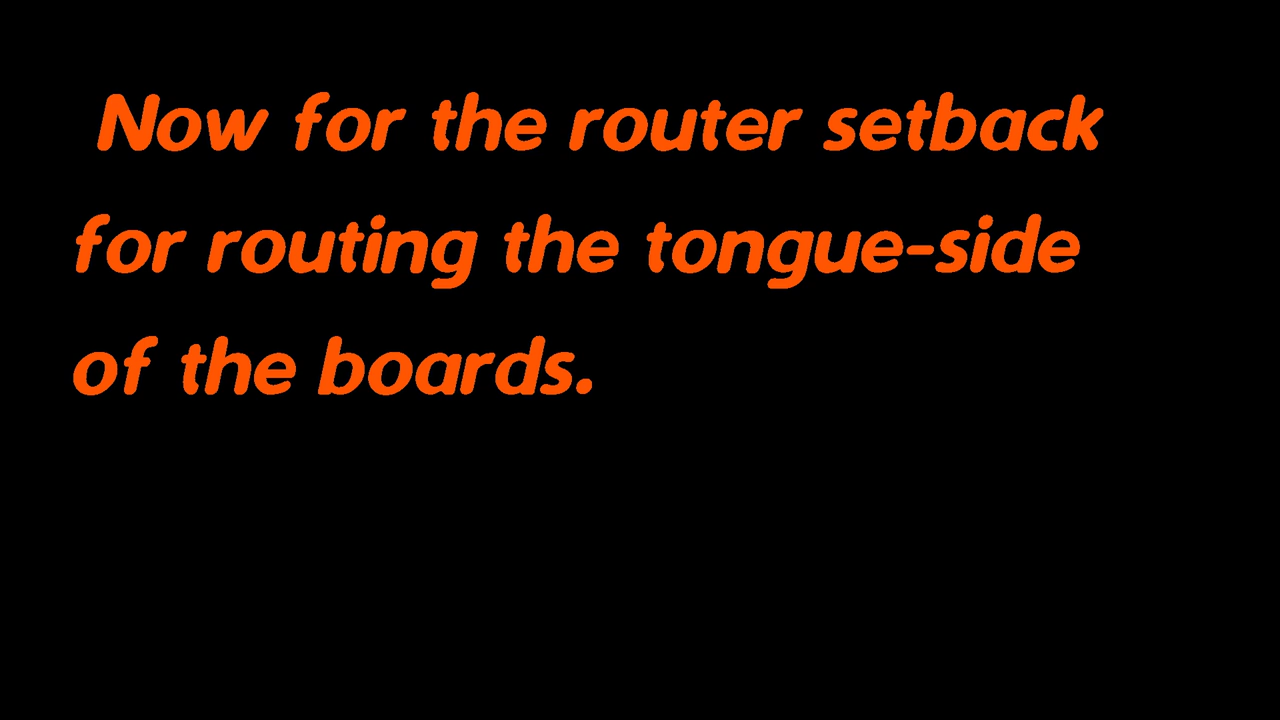 Now for the router setback
for routing the tongue-side
of the boards.